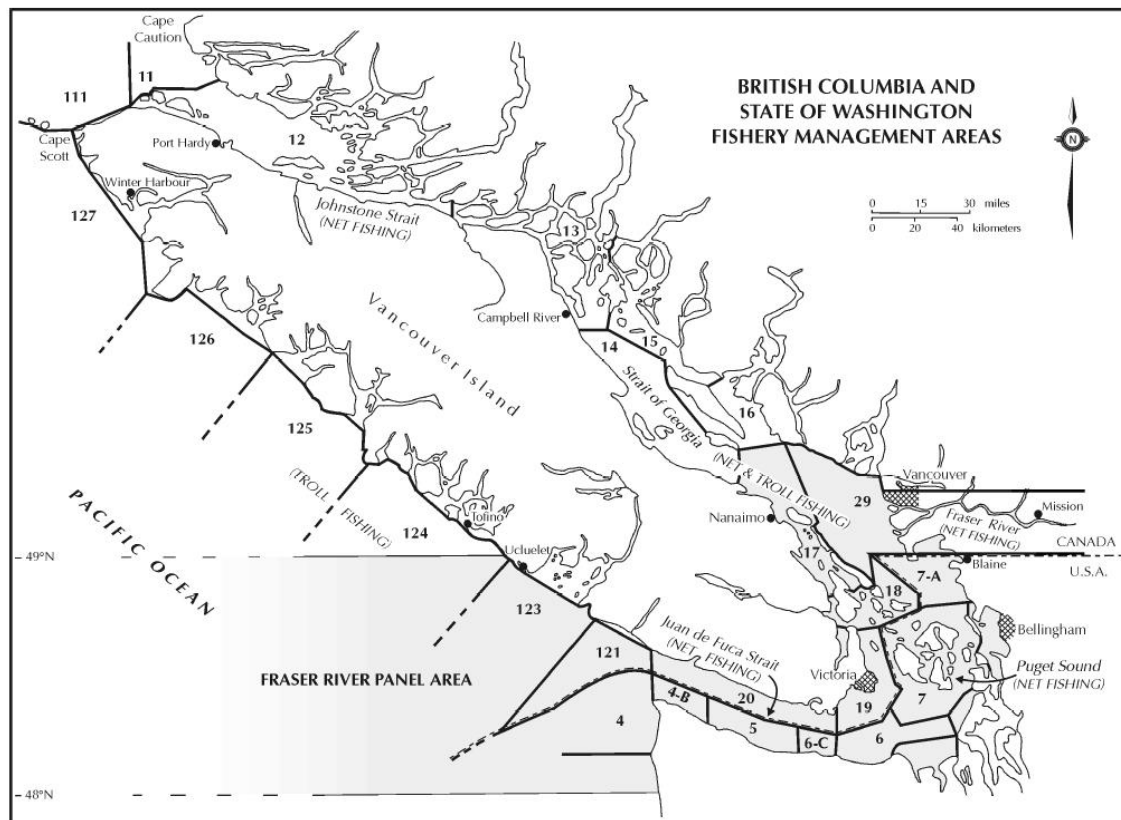 Cape
Caution
BRITISH COLUMBIA AND
STATE OF WASHINGTON
FISHERY MANAGEMENT AREAS
N
11
111
Cape
Scott
Port Hardy
12
Winter Harbour
127
Johnstone Strait
(NET FISHING)
13
0 15 30 miles
0 20 40 kilometers
Vancouver Island
Campbell River
126
14
15
16
Strait of Georgia
(NET & TROLL FISHING)
125
(TROLL FISHING)
PACIFIC OCEAN
124
Tofino
Ucluelet
Nanaimo
29
Vancouver
Fraser River
(NET FISHING)
Mission
CANADA
U.S.A.
49°N
17
Blaine
7-A
18
123
Juan de Fuca Strait
(NET FISHING)
Bellingham
121
FRASER RIVER PANEL AREA
Victoria
Puget Sound
(NET FISHING)
20
19
4-B
4
5
6-C
6
7
48°N